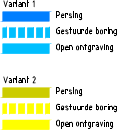 Variant 1
Persing
Gestuurde boring
Open ontgraving
Variant 2
Persing
Gestuurde boring
Open ontgraving